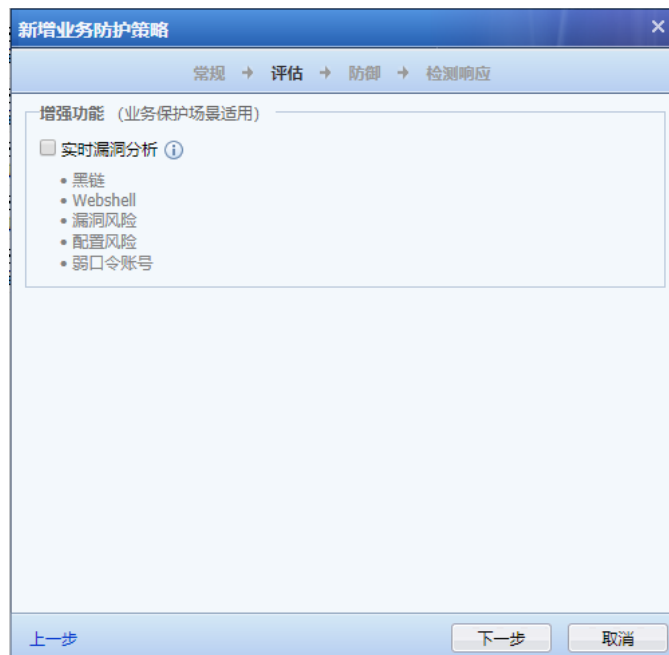 新增业务防护策略
常规 → 评估 → 防御 → 检测响应
增强功能 (业务保护场景适用)
实时漏洞分析
• 黑链
• Webshell
• 漏洞风险
• 配置风险
• 弱口令账号
上一步 下一步 取消